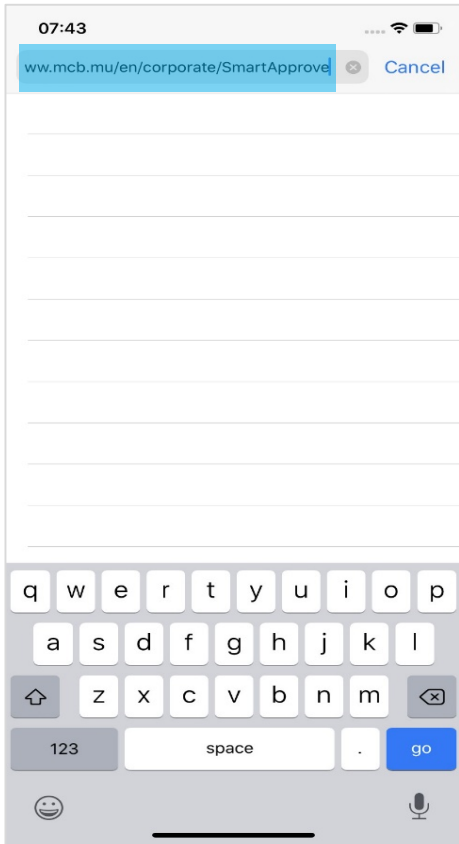 07:43
ww.mcb.mu/en/corporate/SmartApprove Cancel
q w e r t y u i o p
a s d f g h j k l
z x c v b n m
123 space . go